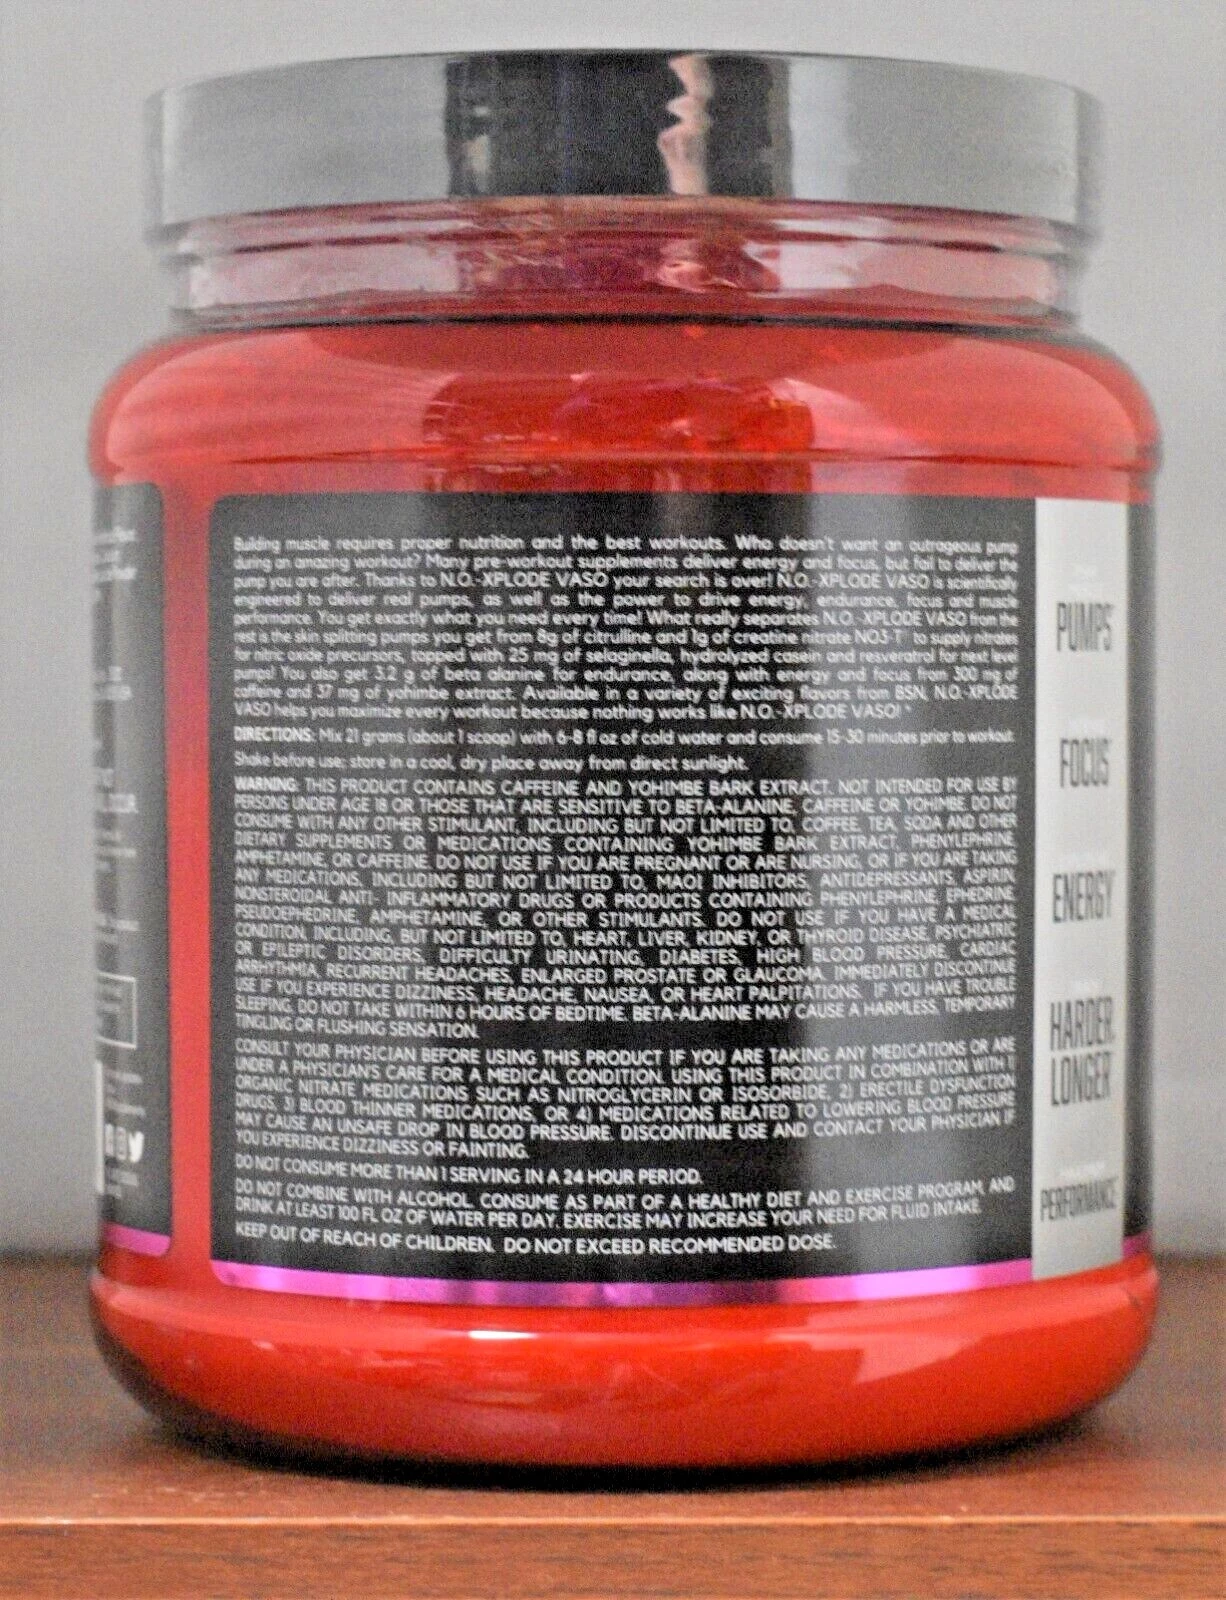 Building muscle requires proper nutrition and the best workouts. Who doesn't want an outrageous pump
during an amazing workout? Many pre-workout supplements deliver energy and focus, but fail to deliver the
pump you are after. Thanks to N.O.-XPLODE VASO your search is over! N.O.-XPLODE VASO is scientifically
engineered to deliver real pumps, as well as the power to drive energy, endurance, focus and muscle
performance. You get exactly what you need every time! What really separates N.O.-XPLODE VASO from the
rest is the skin splitting pumps you get from 8g of citrulline and 1g of creatine nitrate NO3-T™ to supply nitrates
for nitric oxide precursors, topped with 25 mg of selaginella, hydrolyzed casein and resveratrol for next level
pumps! You also get 3.2 g of beta alanine for endurance, along with energy and focus from 300 mg of
caffeine and 37 mg of yohimbe extract. Available in a variety of exciting flavors from BSN, N.O.-XPLODE
VASO helps you maximize every workout because nothing works like N.O.-XPLODE VASO! *
DIRECTIONS: Mix 21 grams (about 1 scoop) with 6-8 fl oz of cold water and consume 15-30 minutes prior to workout.
Shake before use; store in a cool, dry place away from direct sunlight.
WARNING: THIS PRODUCT CONTAINS CAFFEINE AND YOHIMBE BARK EXTRACT. NOT INTENDED FOR USE BY
PERSONS UNDER AGE 18 OR THOSE THAT ARE SENSITIVE TO BETA-ALANINE, CAFFEINE OR YOHIMBE. DO NOT
CONSUME WITH ANY OTHER STIMULANT, INCLUDING BUT NOT LIMITED TO, COFFEE, TEA, SODA AND OTHER
DIETARY SUPPLEMENTS OR MEDICATIONS CONTAINING YOHIMBE BARK EXTRACT, PHENYLEPHRINE,
AMPHETAMINE, OR CAFFEINE. DO NOT USE IF YOU ARE PREGNANT OR ARE NURSING, OR IF YOU ARE TAKING
ANY MEDICATIONS, INCLUDING BUT NOT LIMITED TO, MAOI INHIBITORS, ANTIDEPRESSANTS, ASPIRIN,
NONSTEROIDAL ANTI- INFLAMMATORY DRUGS OR PRODUCTS CONTAINING PHENYLEPHRINE, EPHEDRINE,
PSEUDOEPHEDRINE, AMPHETAMINE, OR OTHER STIMULANTS. DO NOT USE IF YOU HAVE A MEDICAL
CONDITION, INCLUDING, BUT NOT LIMITED TO, HEART, LIVER, KIDNEY, OR THYROID DISEASE, PSYCHIATRIC
OR EPILEPTIC DISORDERS, DIFFICULTY URINATING, DIABETES, HIGH BLOOD PRESSURE, CARDIAC
ARRHYTHMIA, RECURRENT HEADACHES, ENLARGED PROSTATE OR GLAUCOMA. IMMEDIATELY DISCONTINUE
USE IF YOU EXPERIENCE DIZZINESS, HEADACHE, NAUSEA, OR HEART PALPITATIONS. IF YOU HAVE TROUBLE
SLEEPING, DO NOT TAKE WITHIN 6 HOURS OF BEDTIME. BETA-ALANINE MAY CAUSE A HARMLESS, TEMPORARY
TINGLING OR FLUSHING SENSATION.
CONSULT YOUR PHYSICIAN BEFORE USING THIS PRODUCT IF YOU ARE TAKING ANY MEDICATIONS OR ARE
UNDER A PHYSICIAN'S CARE FOR A MEDICAL CONDITION. USING THIS PRODUCT IN COMBINATION WITH 1)
ORGANIC NITRATE MEDICATIONS SUCH AS NITROGLYCERIN OR ISOSORBIDE, 2) ERECTILE DYSFUNCTION
DRUGS, 3) BLOOD THINNER MEDICATIONS, OR 4) MEDICATIONS RELATED TO LOWERING BLOOD PRESSURE
MAY CAUSE AN UNSAFE DROP IN BLOOD PRESSURE. DISCONTINUE USE AND CONTACT YOUR PHYSICIAN IF
YOU EXPERIENCE DIZZINESS OR FAINTING.
DO NOT CONSUME MORE THAN 1 SERVING IN A 24 HOUR PERIOD.
DO NOT COMBINE WITH ALCOHOL. CONSUME AS PART OF A HEALTHY DIET AND EXERCISE PROGRAM, AND
DRINK AT LEAST 100 FL OZ OF WATER PER DAY. EXERCISE MAY INCREASE YOUR NEED FOR FLUID INTAKE.
KEEP OUT OF REACH OF CHILDREN. DO NOT EXCEED RECOMMENDED DOSE.
PUMPS*
FOCUS*
ENERGY*
HARDER.
LONGER*
PERFORMANCE*